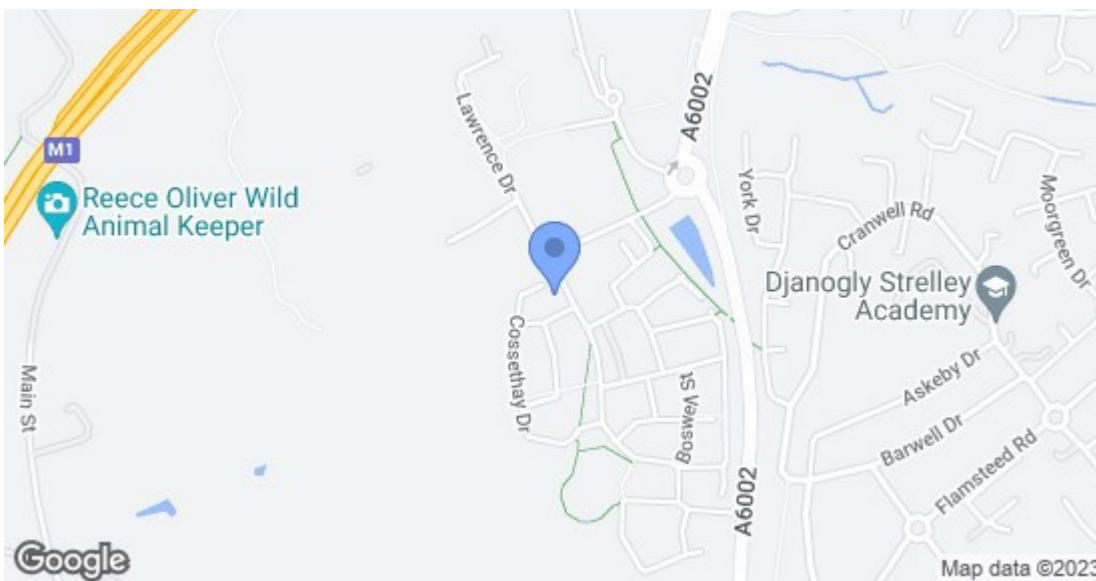 M1
Reece Oliver Wild
Animal Keeper
Main St
Lawrence Dr
A6002
York Dr
Cranwell Rd
Moorgreen Dr
Djanogly Strelley
Academy
Cossethay Dr
Boswell St
Askeby Dr
Barwell Dr
Flamsteed Rd
A6002
Google
Map data ©2023